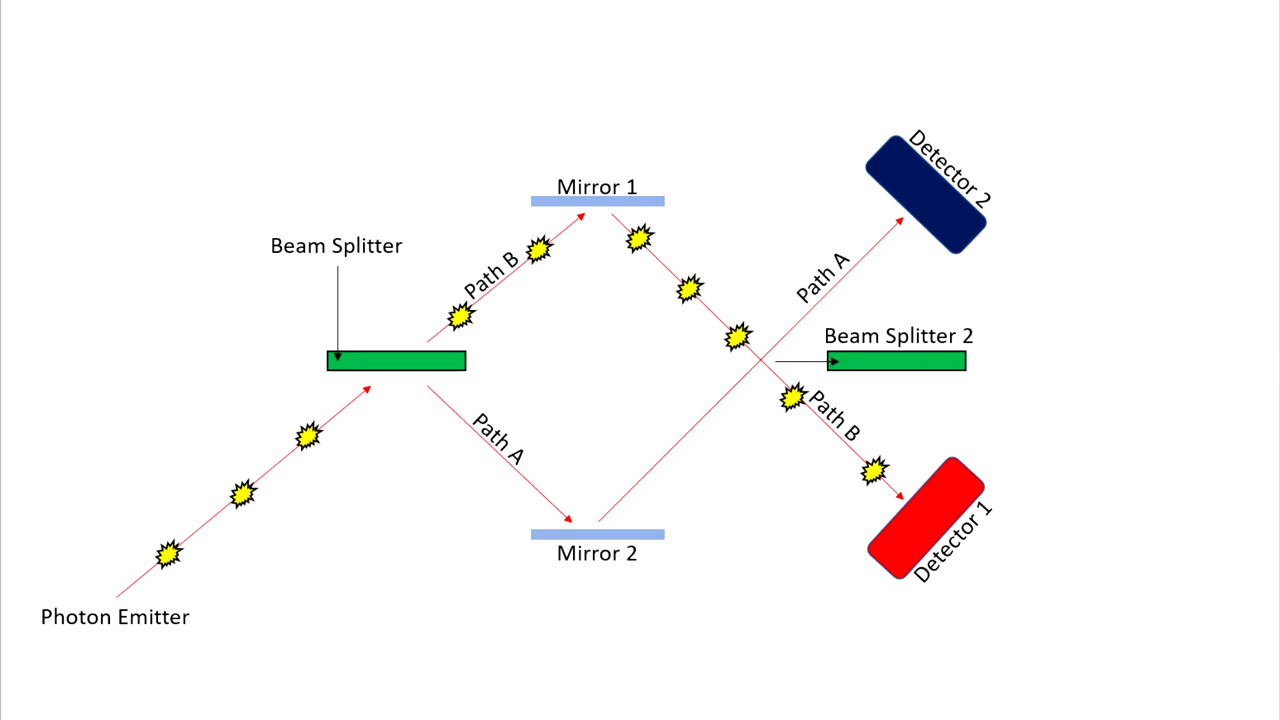 Detector 2
Mirror 1
Beam Splitter
Path B
Path A
Beam Splitter 2
Path A
Path B
Detector 1
Mirror 2
Photon Emitter